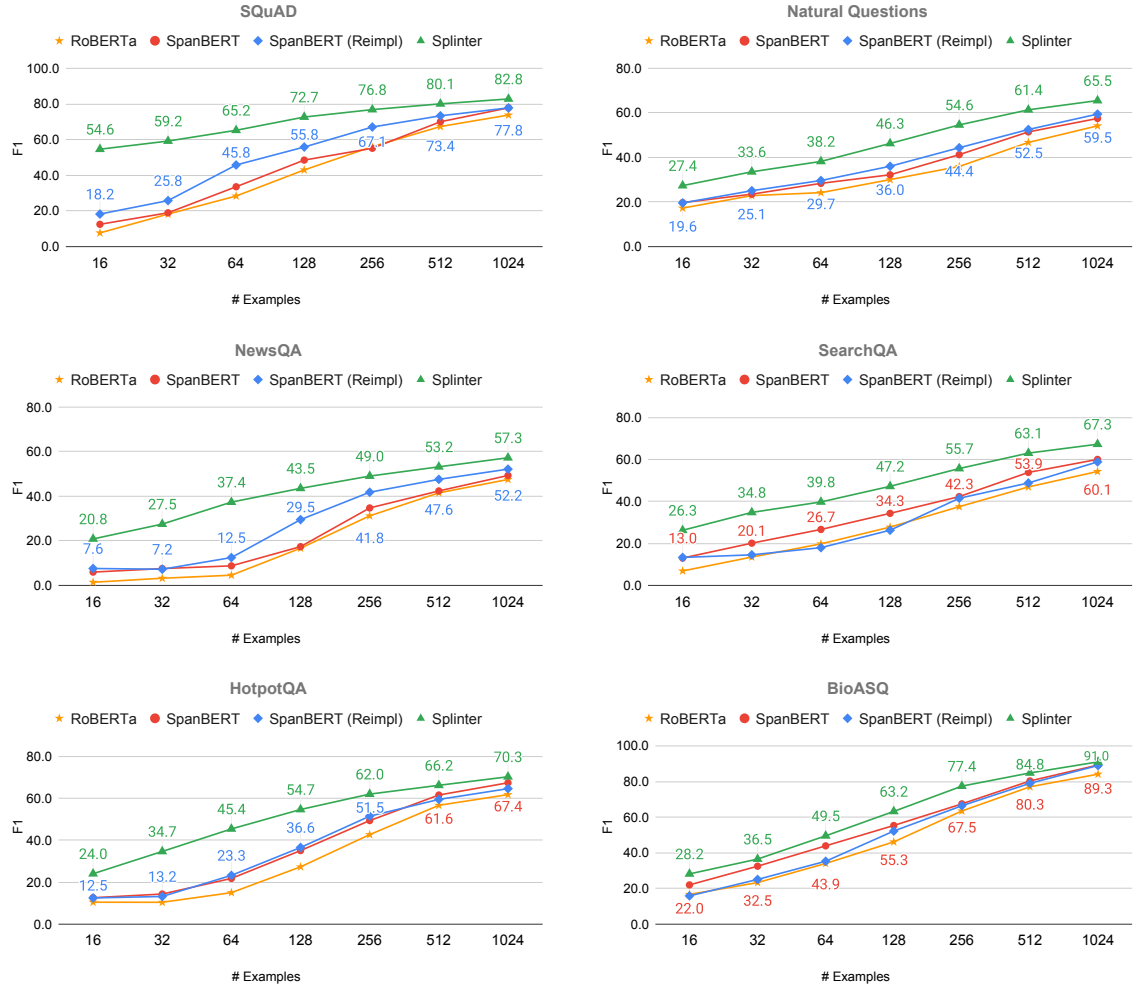 SQuAD
RoBERTa SpanBERT SpanBERT (Reimpl) Splinter
F1
100.0
80.0
60.0
40.0
20.0
0.0
54.6 59.2 65.2 72.7 76.8 80.1 82.8
18.2 25.8 45.8 55.8 67.1 73.4 77.8
16 32 64 128 256 512 1024
# Examples
Natural Questions
RoBERTa SpanBERT SpanBERT (Reimpl) Splinter
F1
80.0
60.0
40.0
20.0
0.0
27.4 33.6 38.2 46.3 54.6 61.4 65.5
19.6 25.1 29.7 36.0 44.4 52.5 59.5
16 32 64 128 256 512 1024
# Examples
NewsQA
RoBERTa SpanBERT SpanBERT (Reimpl) Splinter
F1
80.0
60.0
40.0
20.0
0.0
20.8 27.5 37.4 43.5 49.0 53.2 57.3
7.6 7.2 12.5 29.5 41.8 47.6 52.2
16 32 64 128 256 512 1024
# Examples
SearchQA
RoBERTa SpanBERT SpanBERT (Reimpl) Splinter
F1
80.0
60.0
40.0
20.0
0.0
26.3 34.8 39.8 47.2 55.7 63.1 67.3
13.0 20.1 26.7 34.3 42.3 53.9 60.1
16 32 64 128 256 512 1024
# Examples
HotpotQA
RoBERTa SpanBERT SpanBERT (Reimpl) Splinter
F1
80.0
60.0
40.0
20.0
0.0
24.0 34.7 45.4 54.7 62.0 66.2 70.3
12.5 13.2 23.3 36.6 51.5 61.6 67.4
16 32 64 128 256 512 1024
# Examples
BioASQ
RoBERTa SpanBERT SpanBERT (Reimpl) Splinter
F1
100.0
80.0
60.0
40.0
20.0
0.0
28.2 36.5 49.5 63.2 77.4 84.8 91.0
22.0 32.5 43.9 55.3 67.5 80.3 89.3
16 32 64 128 256 512 1024
# Examples